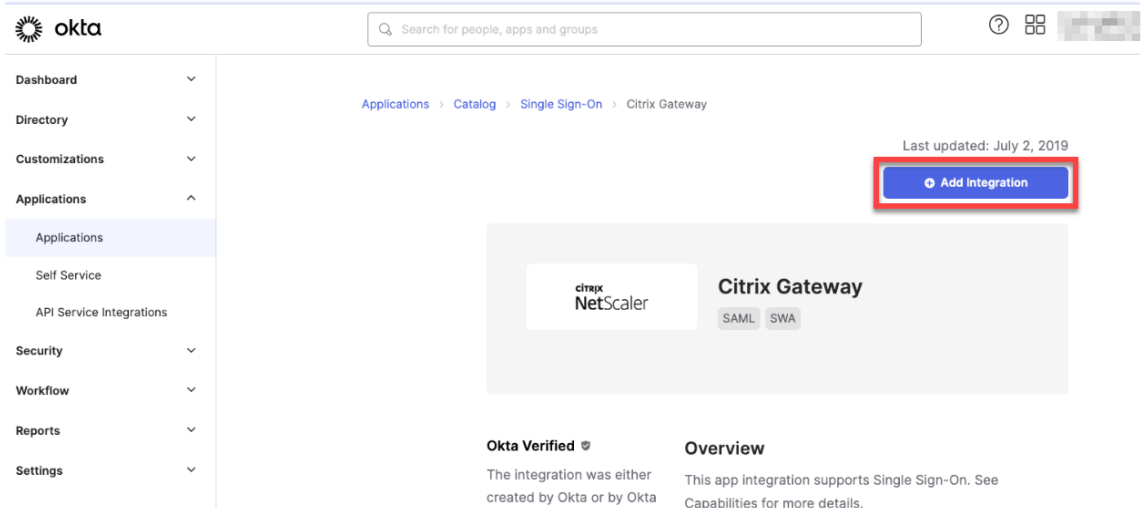 okta
Search for people, apps and groups
Dashboard
Directory
Customizations
Applications
Applications
Self Service
API Service Integrations
Security
Workflow
Reports
Settings
Applications > Catalog > Single Sign-On > Citrix Gateway
Last updated: July 2, 2019
Add Integration
citrix
NetScaler
Citrix Gateway
SAML SWA
Okta Verified
The integration was either
created by Okta or by Okta
Overview
This app integration supports Single Sign-On. See
Capabilities for more details.